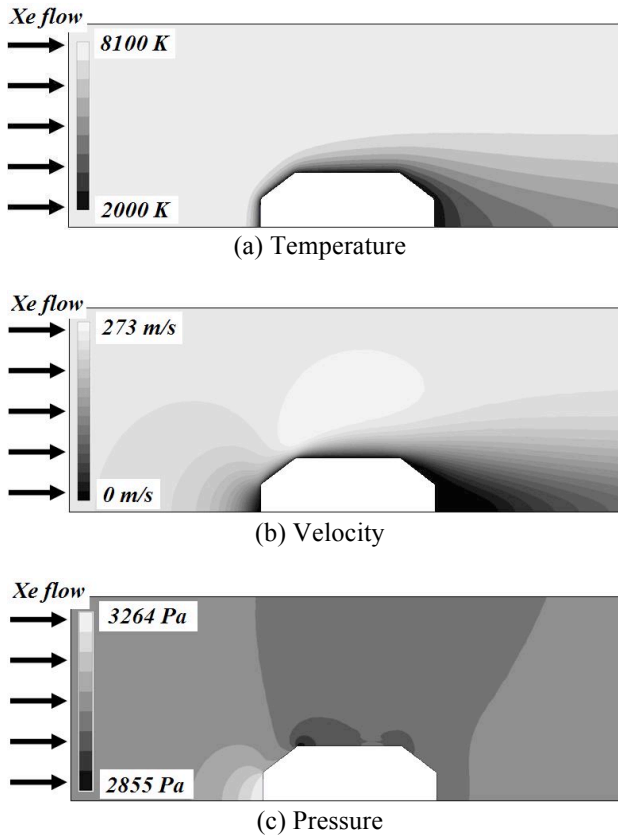 Xe flow
8100 K
2000 K
(a) Temperature
Xe flow
273 m/s
0 m/s
(b) Velocity
Xe flow
3264 Pa
2855 Pa
(c) Pressure